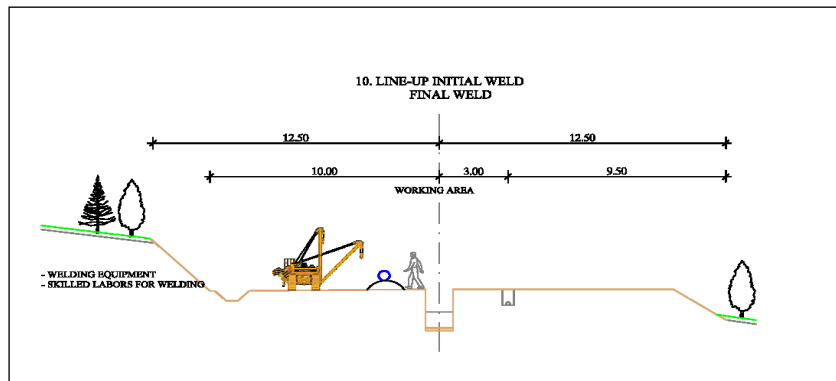 10. LINE-UP INITIAL WELD
FINAL WELD
12.50 12.50
10.00 3.00 9.50
WORKING AREA
- WELDING EQUIPMENT
- SKILLED LABORS FOR WELDING